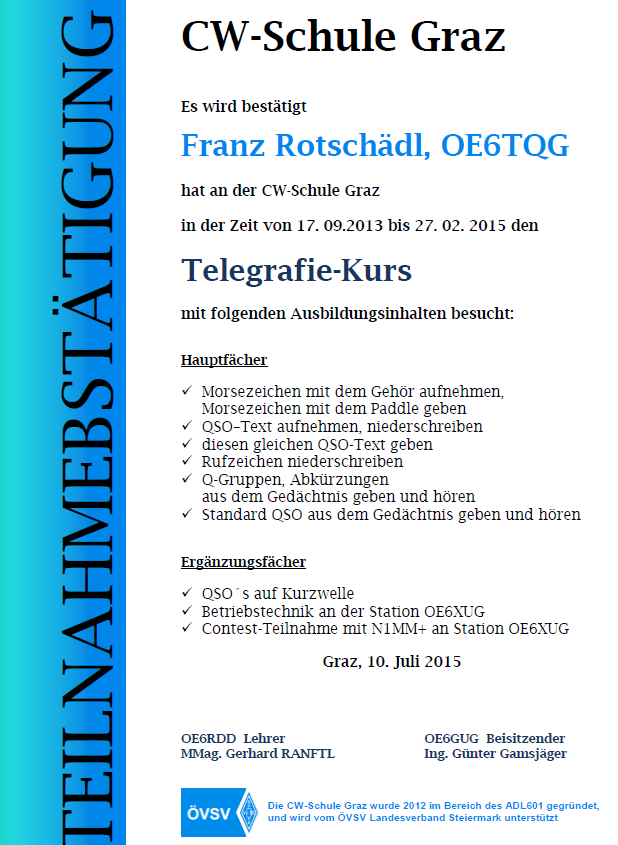 TEILNAHMEBSTÄTIGUNG
CW-Schule Graz
Es wird bestätigt
Franz Rotschädl, OE6TQG
hat an der CW-Schule Graz
in der Zeit von 17. 09.2013 bis 27. 02. 2015 den
Telegrafie-Kurs
mit folgenden Ausbildungsinhalten besucht:
Hauptfächer
✓ Morsezeichen mit dem Gehör aufnehmen,
Morsezeichen mit dem Paddle geben
✓ QSO–Text aufnehmen, niederschreiben
✓ diesen gleichen QSO-Text geben
✓ Rufzeichen niederschreiben
✓ Q-Gruppen, Abkürzungen
aus dem Gedächtnis geben und hören
✓ Standard QSO aus dem Gedächtnis geben und hören
Ergänzungsfächer
✓ QSO´s auf Kurzwelle
✓ Betriebstechnik an der Station OE6XUG
✓ Contest-Teilnahme mit N1MM+ an Station OE6XUG
Graz, 10. Juli 2015
OE6RDD Lehrer
MMag. Gerhard RANFTL
OE6GUG Beisitzender
Ing. Günter Gamsjäger
ÖVSV
Die CW-Schule Graz wurde 2012 im Bereich des ADL601 gegründet,
und wird vom ÖVSV Landesverband Steiermark unterstützt